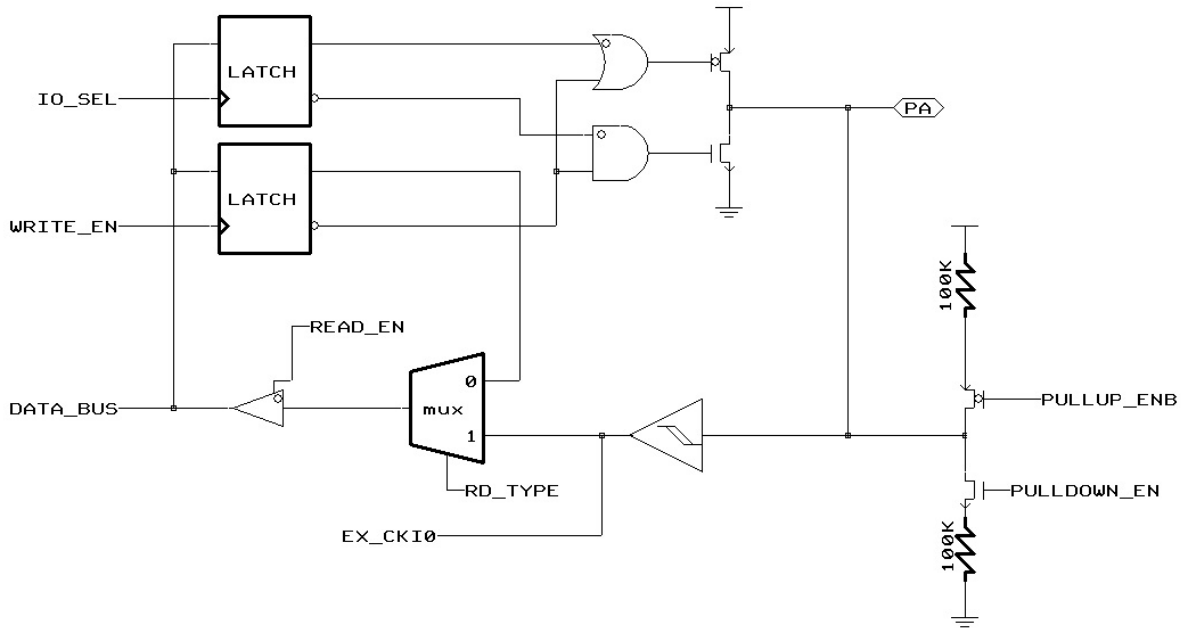 LATCH
IO_SEL
PA
LATCH
WRITE_EN
100K
READ_EN
0
DATA_BUS
mux
PULLUP_ENB
1
RD_TYPE
PULLDOWN_EN
EX_CKI0
100K